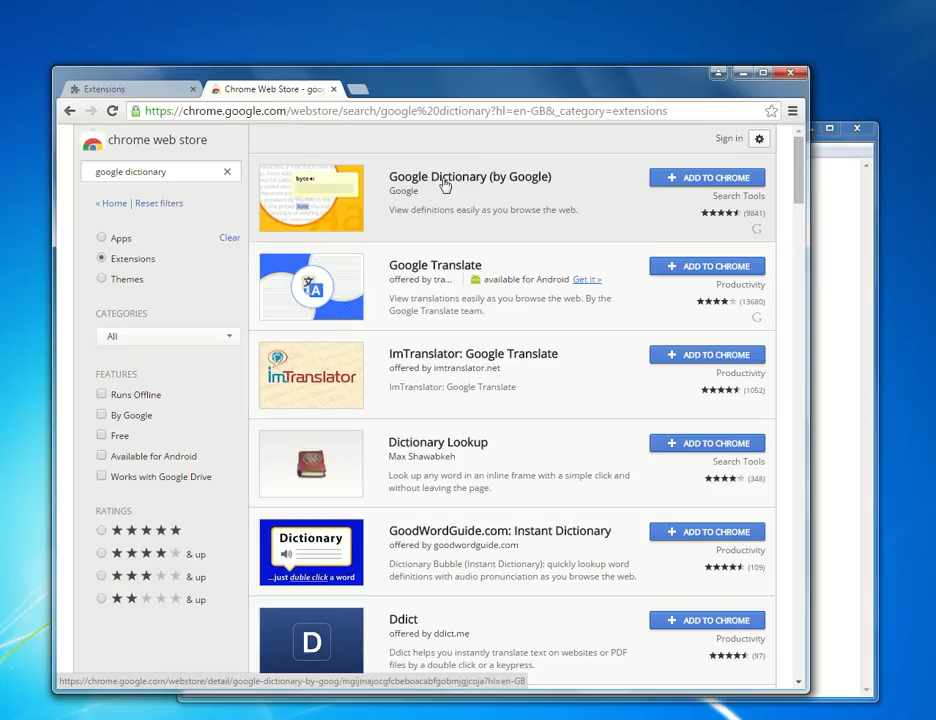 Extensions
Chrome Web Store - goo
https://chrome.google.com/webstore/search/google%20dictionary?hl=en-GB&_category=extensions
chrome web store
Sign in
google dictionary
« Home | Reset filters
Apps
Clear
Extensions
Themes
CATEGORIES
All
FEATURES
Runs Offline
By Google
Free
Available for Android
Works with Google Drive
RATINGS
& up
& up
& up
byte
Google Dictionary (by Google)
Google
View definitions easily as you browse the web.
+ ADD TO CHROME
Search Tools
(9841)
G
Google Translate
offered by tra... available for Android Get it »
View translations easily as you browse the web. By the
Google Translate team.
+ ADD TO CHROME
Productivity
(13680)
G
ImTranslator
ImTranslator: Google Translate
offered by imtranslator.net
ImTranslator: Google Translate
+ ADD TO CHROME
Productivity
(1052)
Dictionary Lookup
Max Shawabkeh
Look up any word in an inline frame with a simple click and
without leaving the page.
+ ADD TO CHROME
Search Tools
(348)
Dictionary
...just duble click a word
GoodWordGuide.com: Instant Dictionary
offered by goodwordguide.com
Dictionary Bubble (Instant Dictionary): quickly lookup word
definitions with audio pronunciation as you browse the web.
+ ADD TO CHROME
Productivity
(109)
D
Ddict
offered by ddict.me
Ddict helps you instantly translate text on websites or PDF
files by a double click or a keypress.
+ ADD TO CHROME
Productivity
(97)
https://chrome.google.com/webstore/detail/google-dictionary-by-goog/mgijmajocgfcbeboacabfgobmjgjcoja?hl=en-GB